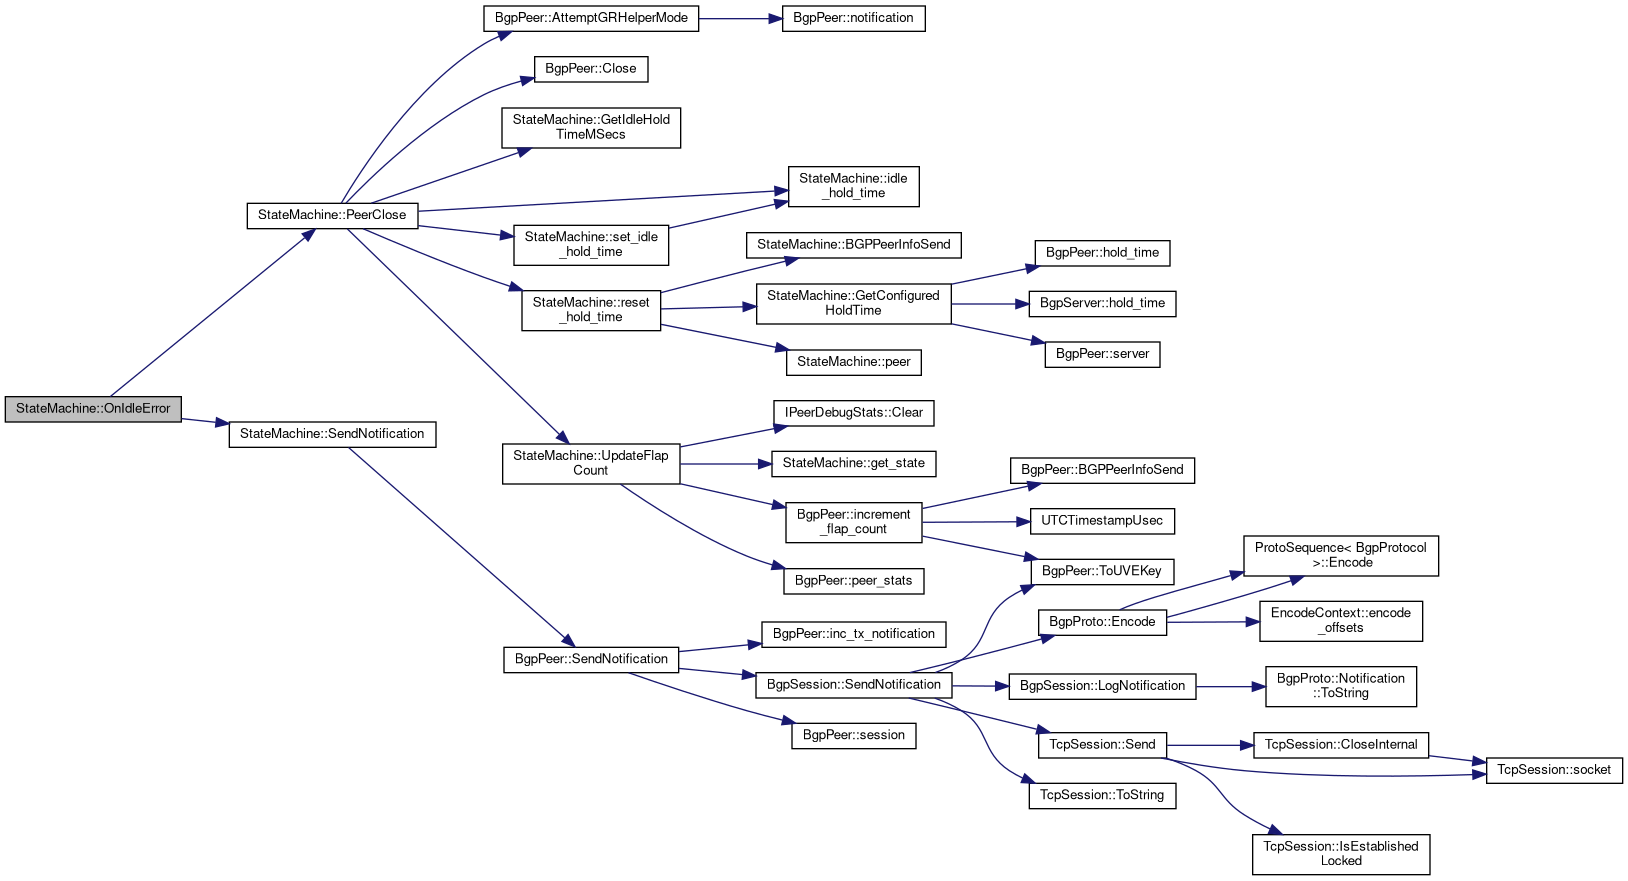 BgpPeer::AttemptGRHelperMode
BgpPeer::notification
BgpPeer::Close
StateMachine::GetIdleHold
TimeMSecs
StateMachine::idle
_hold_time
StateMachine::PeerClose
StateMachine::set_idle
_hold_time
StateMachine::BGPPeerInfoSend
BgpPeer::hold_time
StateMachine::reset
_hold_time
StateMachine::GetConfigured
HoldTime
BgpServer::hold_time
BgpPeer::server
StateMachine::peer
StateMachine::OnIdleError
StateMachine::SendNotification
IPeerDebugStats::Clear
StateMachine::UpdateFlap
Count
StateMachine::get_state
BgpPeer::BGPPeerInfoSend
BgpPeer::increment
_flap_count
UTCTimestampUsec
BgpPeer::ToUVEKey
BgpPeer::peer_stats
ProtoSequence< BgpProtocol
>::Encode
BgpProto::Encode
EncodeContext::encode
_offsets
BgpPeer::inc_tx_notification
BgpPeer::SendNotification
BgpSession::SendNotification
BgpSession::LogNotification
BgpProto::Notification
::ToString
BgpPeer::session
TcpSession::Send
TcpSession::CloseInternal
TcpSession::socket
TcpSession::ToString
TcpSession::IsEstablished
Locked